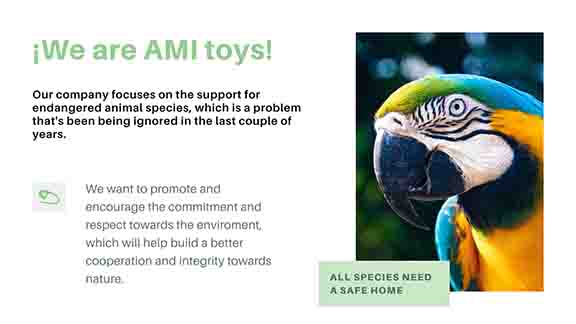 ¡We are AMI toys!
Our company focuses on the support for
endangered animal species, which is a problem
that's been being ignored in the last couple of
years.
We want to promote and
encourage the commitment and
respect towards the enviroment,
which will help build a better
cooperation and integrity towards
nature.
ALL SPECIES NEED
A SAFE HOME